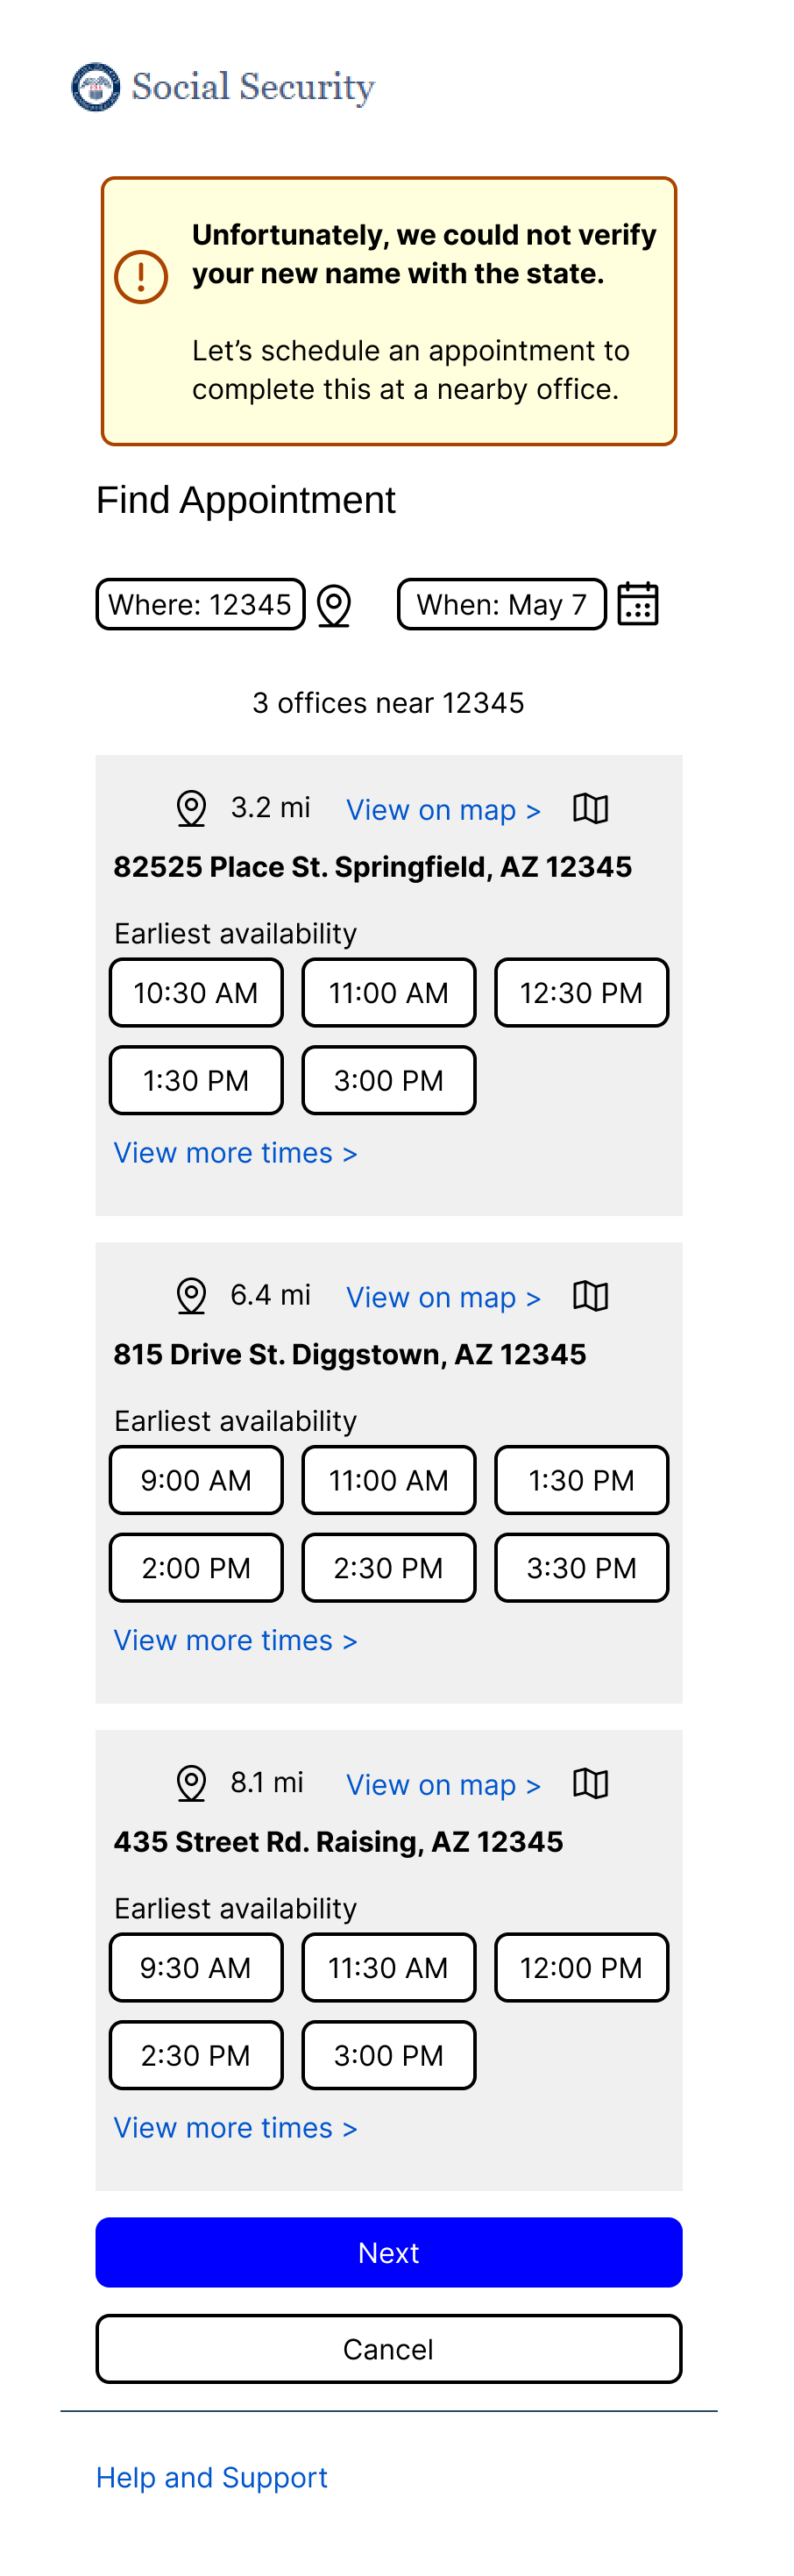 Social Security
Unfortunately, we could not verify
your new name with the state.
Let’s schedule an appointment to
complete this at a nearby office.
Find Appointment
Where: 12345 When: May 7
3 offices near 12345
3.2 mi View on map >
82525 Place St. Springfield, AZ 12345
Earliest availability
10:30 AM 11:00 AM 12:30 PM
1:30 PM 3:00 PM
View more times >
6.4 mi View on map >
815 Drive St. Diggstown, AZ 12345
Earliest availability
9:00 AM 11:00 AM 1:30 PM
2:00 PM 2:30 PM 3:30 PM
View more times >
8.1 mi View on map >
435 Street Rd. Raising, AZ 12345
Earliest availability
9:30 AM 11:30 AM 12:00 PM
2:30 PM 3:00 PM
View more times >
Next
Cancel
Help and Support